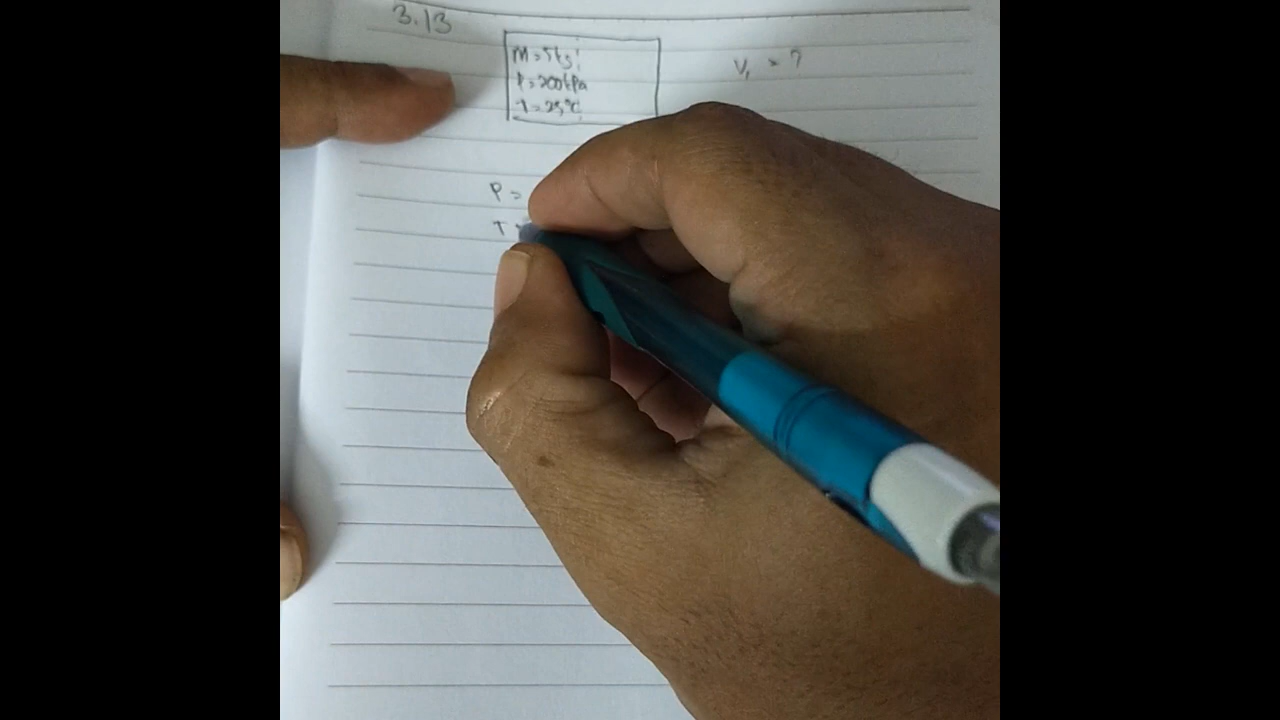 3.13
M = 5kg
P = 200kPa
T = 25°C
V₁ = ?
P =
T